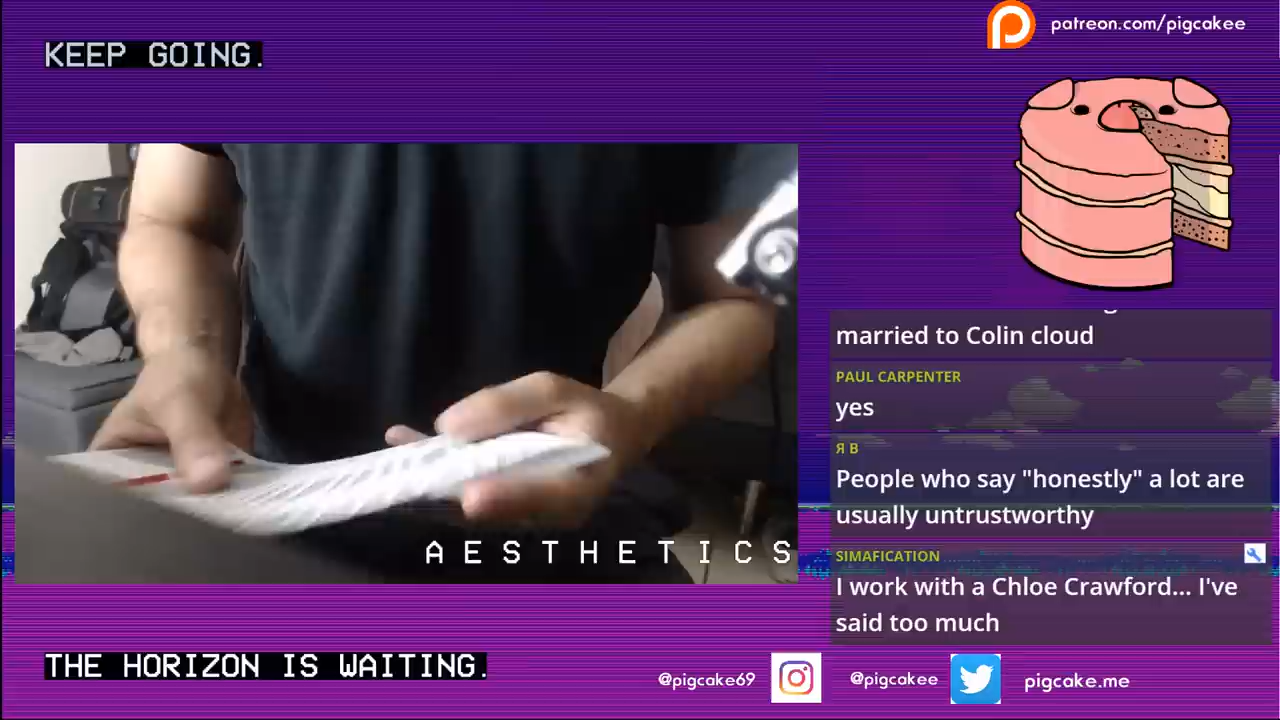 KEEP GOING.
patreon.com/pigcakee
married to Colin cloud
PAUL CARPENTER
yes
Я В
People who say "honestly" a lot are
usually untrustworthy
SIMAFICATION
I work with a Chloe Crawford... I've
said too much
A E S T H E T I C S
THE HORIZON IS WAITING.
@pigcake69
@pigcakee
pigcake.me